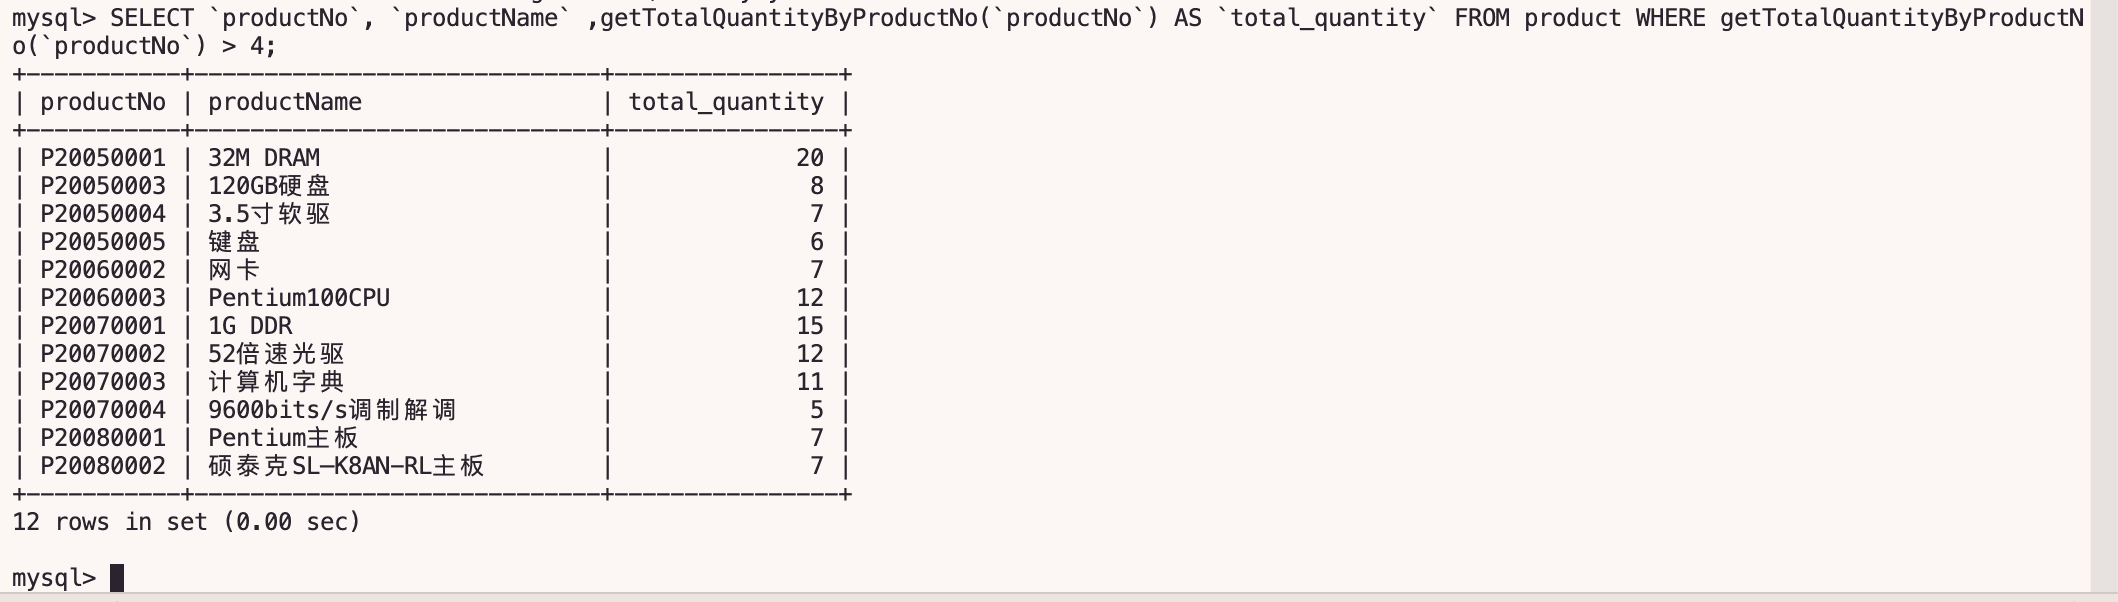 mysql> SELECT `productNo`, `productName` ,getTotalQuantityByProductNo(`productNo`) AS `total_quantity` FROM product WHERE getTotalQuantityByProductN
o(`productNo`) > 4;
+-----------+-----------------------------+----------------+
| productNo | productName                 | total_quantity |
+-----------+-----------------------------+----------------+
| P20050001 | 32M DRAM                    |             20 |
| P20050003 | 120GB硬盘                   |              8 |
| P20050004 | 3.5寸软驱                   |              7 |
| P20050005 | 键盘                        |              6 |
| P20060002 | 网卡                        |              7 |
| P20060003 | Pentium100CPU               |             12 |
| P20070001 | 1G DDR                      |             15 |
| P20070002 | 52倍速光驱                  |             12 |
| P20070003 | 计算机字典                  |             11 |
| P20070004 | 9600bits/s调制解调          |              5 |
| P20080001 | Pentium主板                 |              7 |
| P20080002 | 硕泰克SL-K8AN-RL主板        |              7 |
+-----------+-----------------------------+----------------+
12 rows in set (0.00 sec)
mysql>